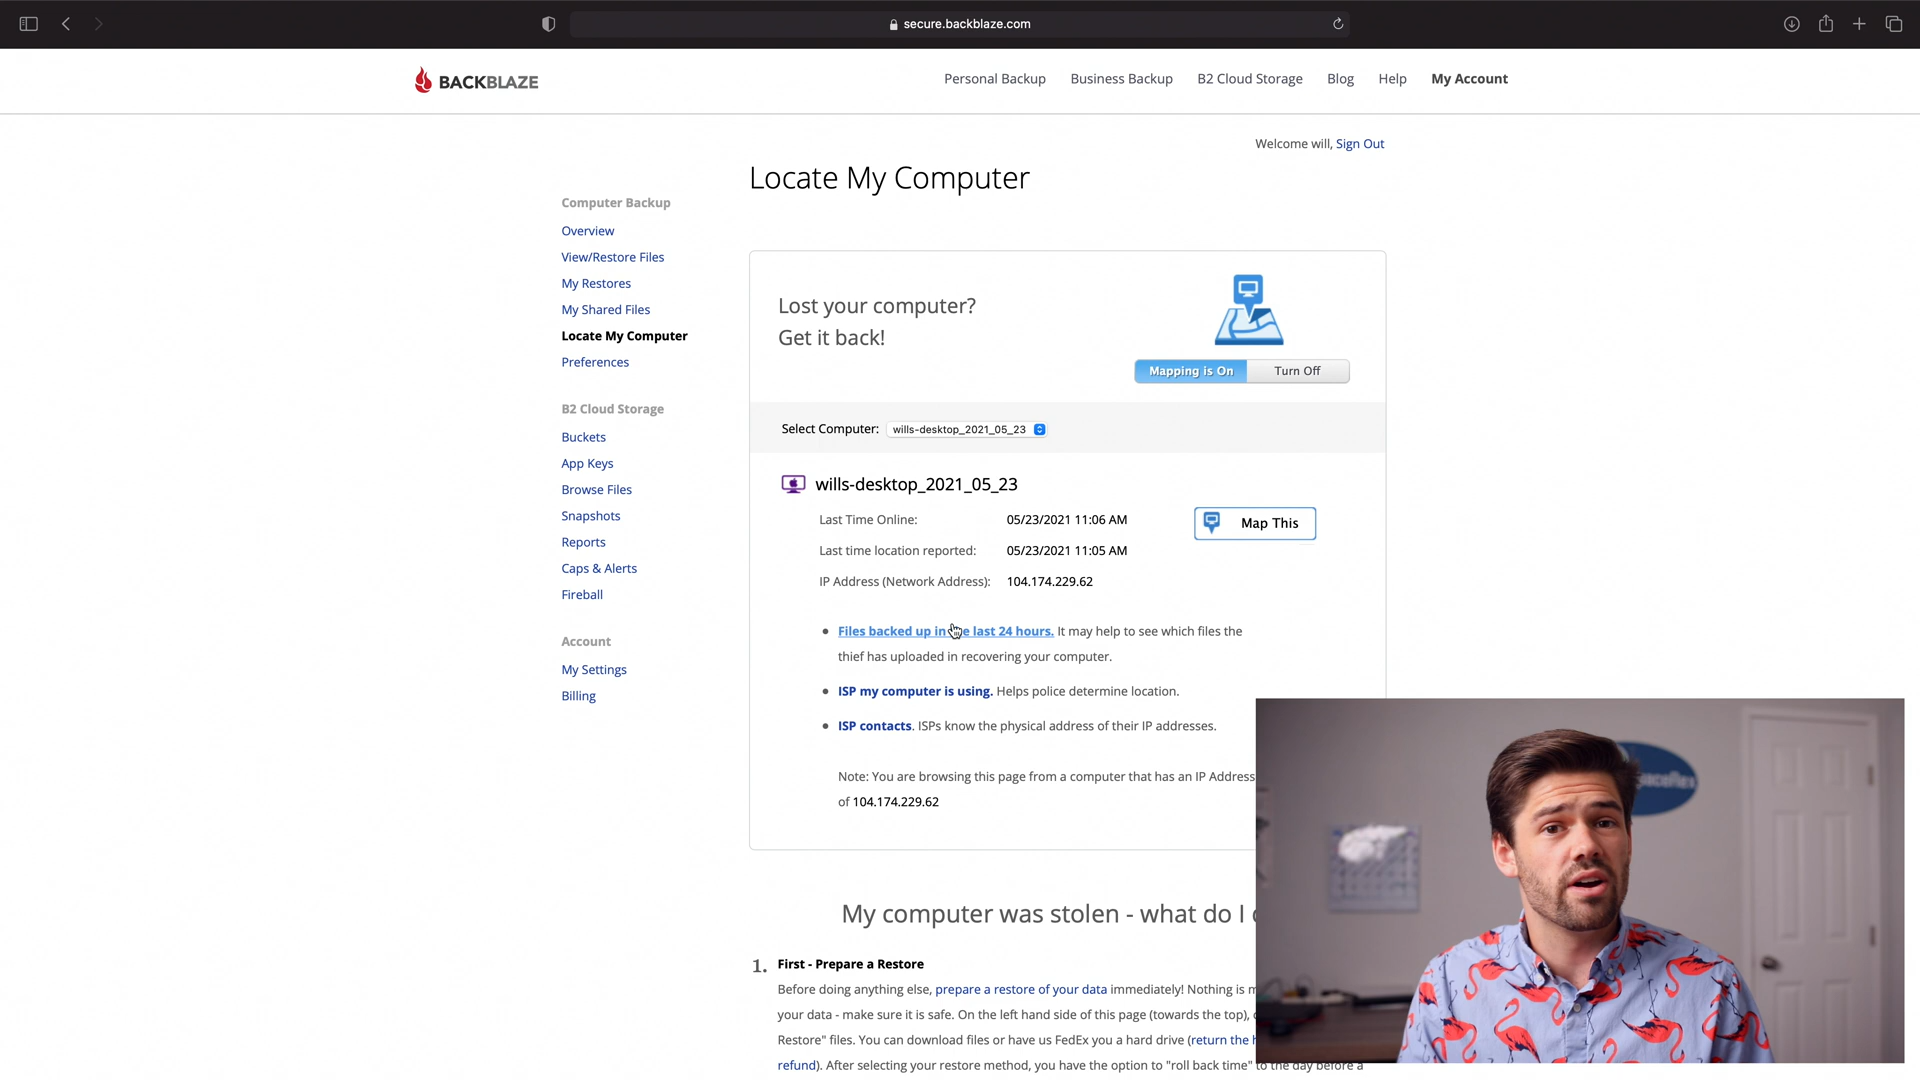 secure.backblaze.com
BACKBLAZE
Personal Backup Business Backup B2 Cloud Storage Blog Help My Account
Welcome will, Sign Out
Locate My Computer
Computer Backup
Overview
View/Restore Files
My Restores
My Shared Files
Locate My Computer
Preferences
B2 Cloud Storage
Buckets
App Keys
Browse Files
Snapshots
Reports
Caps & Alerts
Fireball
Account
My Settings
Billing
Lost your computer?
Get it back!
Mapping is On Turn Off
Select Computer: wills-desktop_2021_05_23
wills-desktop_2021_05_23
Last Time Online: 05/23/2021 11:06 AM
Map This
Last time location reported: 05/23/2021 11:05 AM
IP Address (Network Address): 104.174.229.62
Files backed up in e last 24 hours. It may help to see which files the
thief has uploaded in recovering your computer.
ISP my computer is using. Helps police determine location.
ISP contacts. ISPs know the physical address of their IP addresses.
Note: You are browsing this page from a computer that has an IP Address
of 104.174.229.62
My computer was stolen - what do I
1. First - Prepare a Restore
Before doing anything else, prepare a restore of your data immediately! Nothing is
your data - make sure it is safe. On the left hand side of this page (towards the top),
Restore" files. You can download files or have us FedEx you a hard drive (return the
refund). After selecting your restore method, you have the option to "roll back time" to the day before a